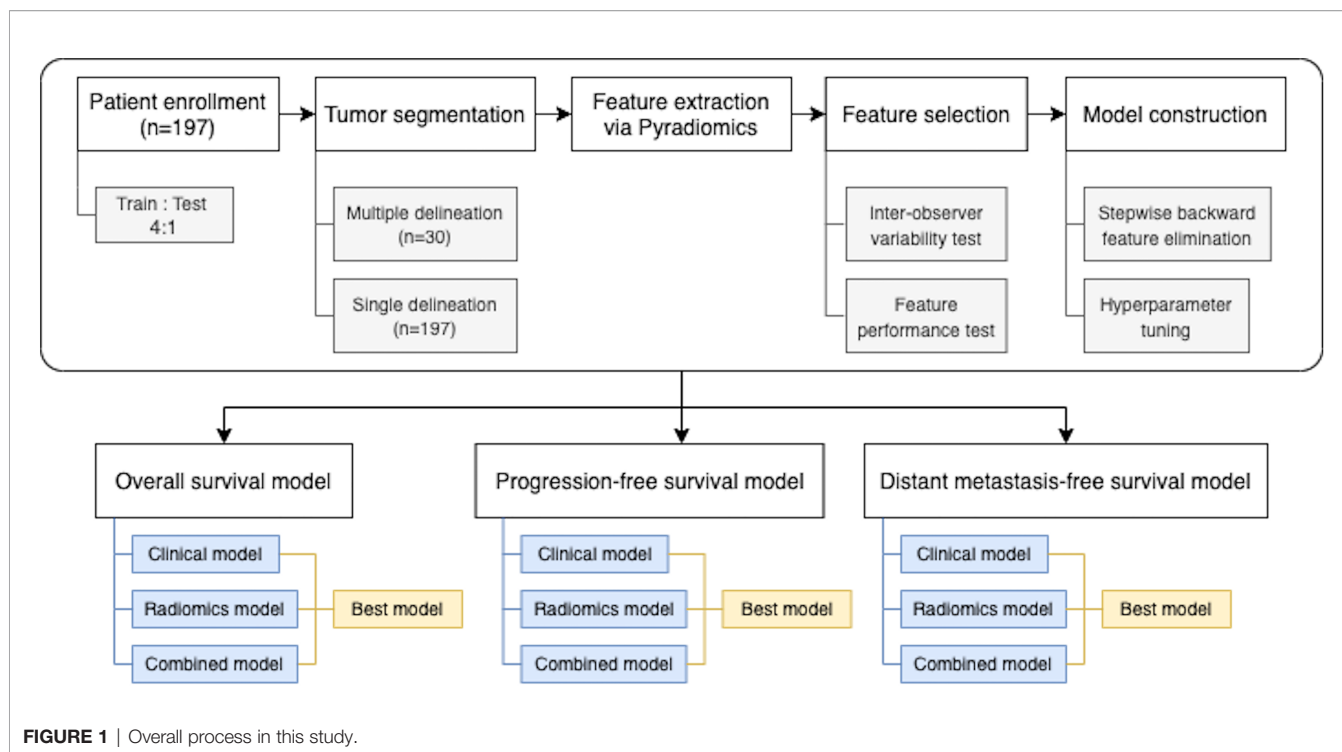 Patient enrollment
(n=197)
Tumor segmentation
Feature extraction
via Pyradiomics
Feature selection
Model construction
Train : Test
4:1
Multiple delineation
(n=30)
Single delineation
(n=197)
Inter-observer
variability test
Feature
performance test
Stepwise backward
feature elimination
Hyperparameter
tuning
Overall survival model
Clinical model
Radiomics model
Combined model
Best model
Progression-free survival model
Clinical model
Radiomics model
Combined model
Best model
Distant metastasis-free survival model
Clinical model
Radiomics model
Combined model
Best model
FIGURE 1 | Overall process in this study.